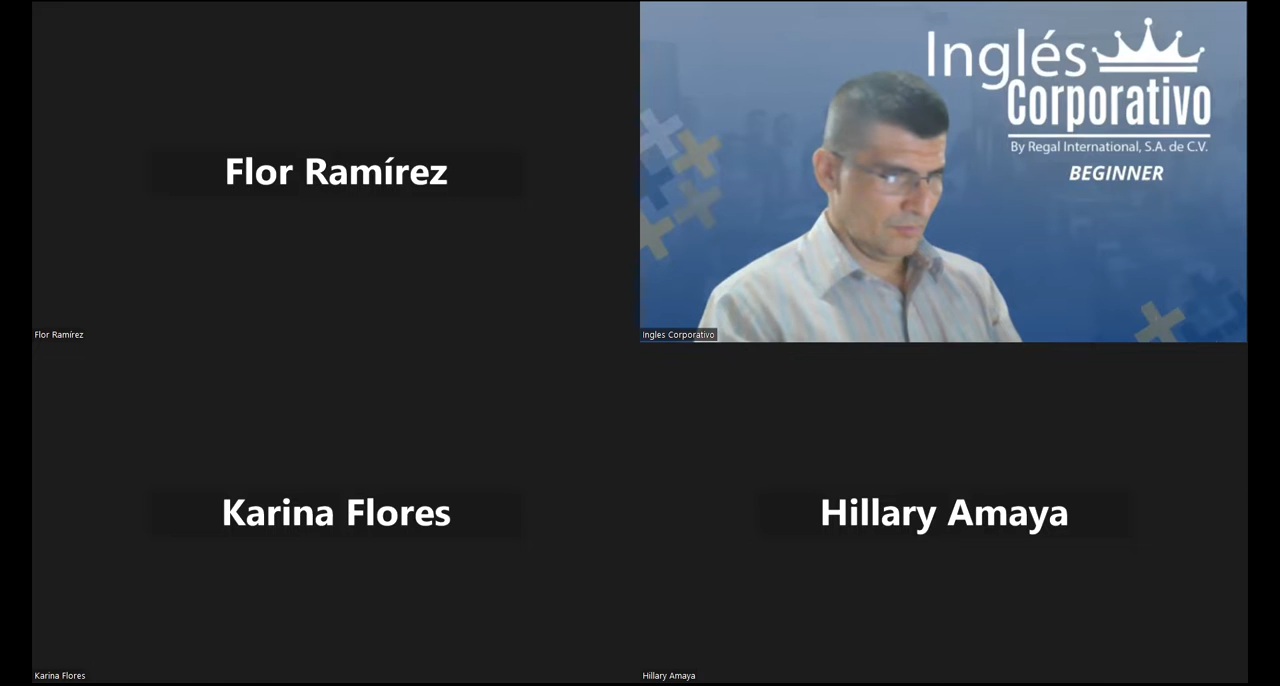 Flor Ramírez
Flor Ramírez
Inglés
Corporativo
By Regal International, S.A. de C.V.
BEGINNER
Ingles Corporativo
Karina Flores
Karina Flores
Hillary Amaya
Hillary Amaya